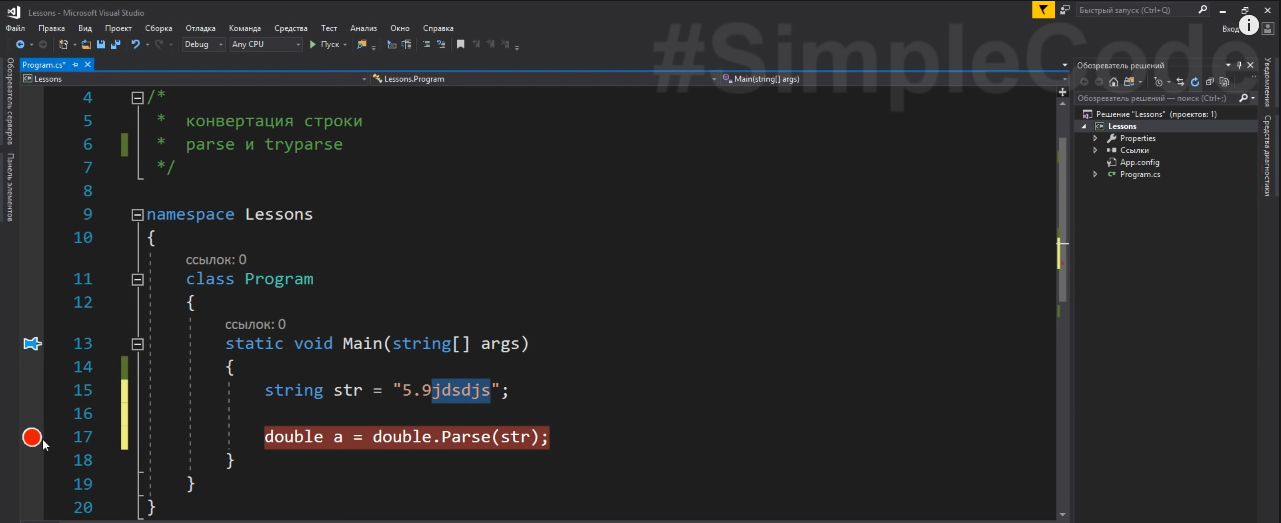 Lessons - Microsoft Visual Studio
Быстрый запуск (Ctrl+Q)
Файл Правка Вид Проект Сборка Отладка Команда Средства Тест Анализ Окно Справка
Вход
Debug Any CPU Пуск
#SimpleCode
Program.cs*
Lessons Lessons.Program Main(string[] args)
Обозреватель серверов
Панель элементов
4 /*
5 * конвертация строки
6 * parse и tryparse
7 */
8
9 namespace Lessons
10 {
ссылок: 0
11 class Program
12 {
ссылок: 0
13 static void Main(string[] args)
14 {
15 string str = "5.9jdsdjs";
16
17 double a = double.Parse(str);
18 }
19 }
20 }
Обозреватель решений
Обозреватель решений — поиск (Ctrl+;)
Решение "Lessons" (проектов: 1)
Lessons
Properties
Ссылки
App.config
Program.cs
Уведомления
Средства диагностики